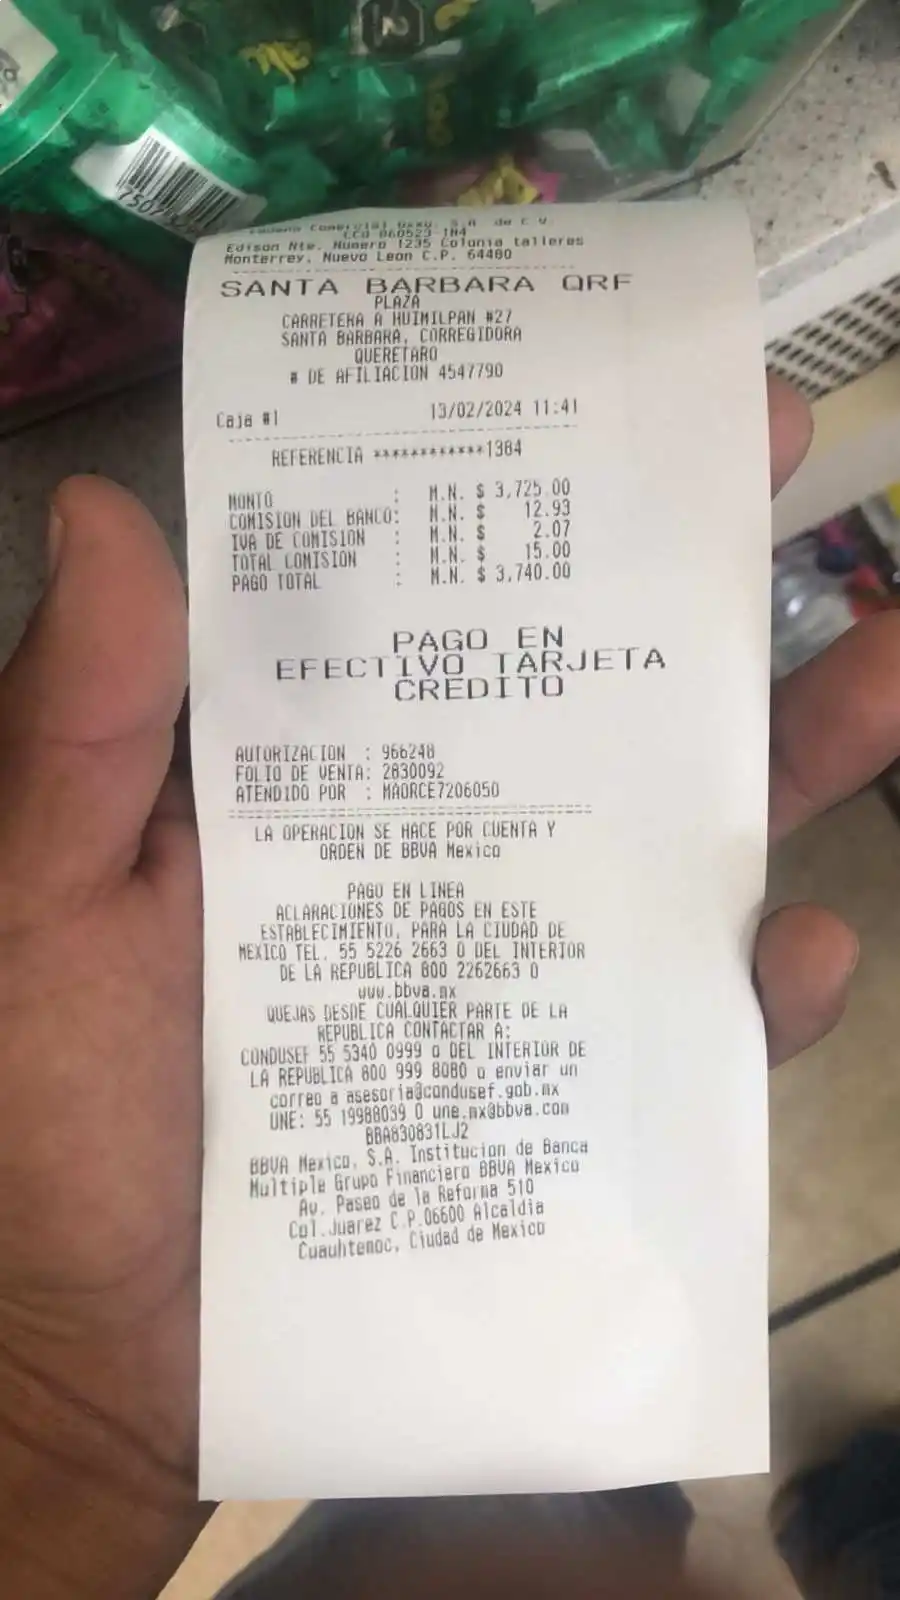 Comercial Oxxo, S.A. de C.V.
Edison Nte. Numero 1235 Colonia talleres
Monterrey, Nuevo Leon C.P. 64480
SANTA BARBARA QRF
PLAZA
CARRETERA A HUIMILPAN #27
SANTA BARBARA, CORREGIDORA
QUERETARO
# DE AFILIACION 4547790
Caja #1 13/02/2024 11:41
REFERENCIA ************1384
MONTO : M.N. $ 3,725.00
COMISION DEL BANCO: M.N. $ 12.93
IVA DE COMISION : M.N. $ 2.07
TOTAL COMISION : M.N. $ 15.00
PAGO TOTAL : M.N. $ 3,740.00
PAGO EN
EFECTIVO TARJETA
CREDITO
AUTORIZACION : 966248
FOLIO DE VENTA: 2830092
ATENDIDO POR : MAORCE7206050
LA OPERACION SE HACE POR CUENTA Y
ORDEN DE BBVA Mexico
PAGO EN LINEA
ACLARACIONES DE PAGOS EN ESTE
ESTABLECIMIENTO, PARA LA CIUDAD DE
MEXICO TEL. 55 5226 2663 O DEL INTERIOR
DE LA REPUBLICA 800 2262663 O
www.bbva.mx
QUEJAS DESDE CUALQUIER PARTE DE LA
REPUBLICA CONTACTAR A:
CONDUSEF 55 5340 0999 o DEL INTERIOR DE
LA REPUBLICA 800 999 8080 o enviar un
correo a asesoria@condusef.gob.mx
UNE: 55 19988039 O une.mx@bbva.com
BBA830831LJ2
BBVA Mexico, S.A. Institucion de Banca
Multiple Grupo Financiero BBVA Mexico
Av. Paseo de la Reforma 510
Col.Juarez C.P.06600 Alcaldia
Cuauhtemoc, Ciudad de Mexico